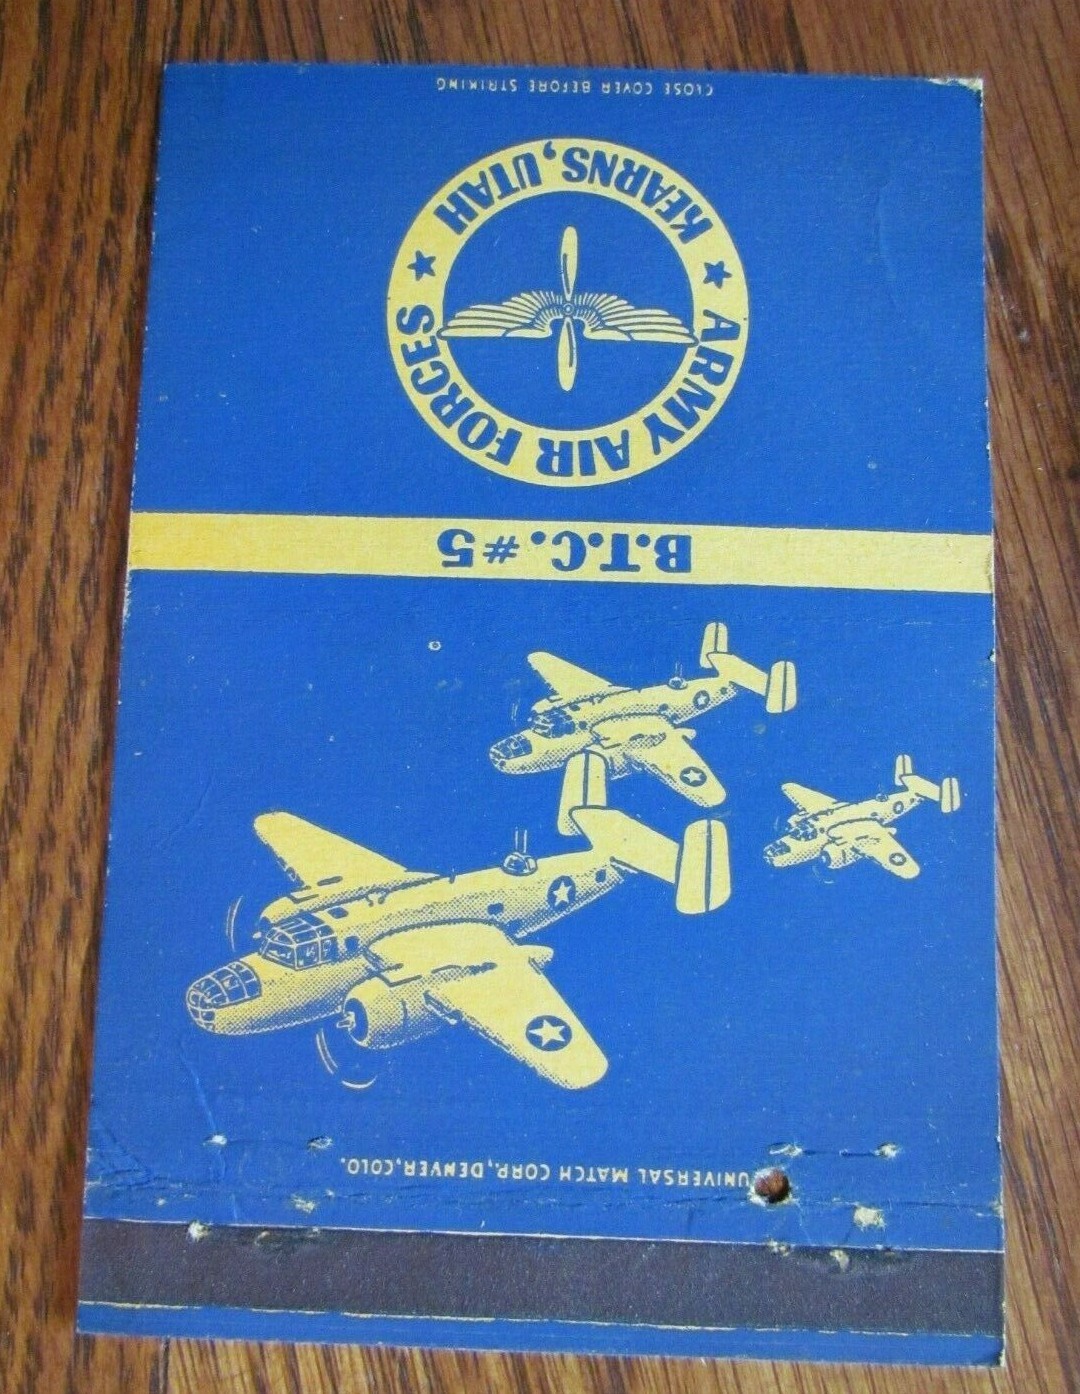 CLOSE COVER BEFORE STRIKING
ARMY AIR FORCES ★ KEARNS, UTAH ★
B.T.C. #5
UNIVERSAL MATCH CORP., DENVER, COLO.